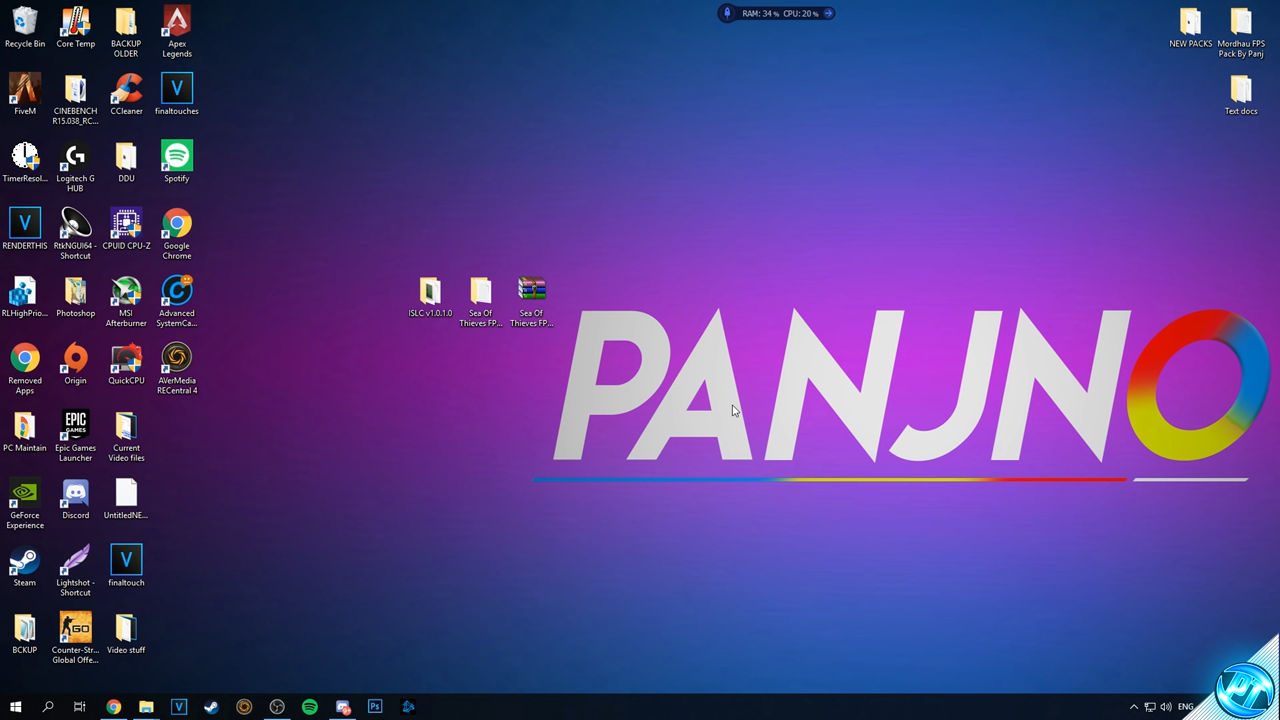 RAM: 34 % CPU: 20 %
Recycle Bin
Core Temp
BACKUP
OLDER
Apex
Legends
NEW PACKS
Mordhau FPS
Pack By Panj
FiveM
CINEBENCH
R15.038_RC...
CCleaner
finaltouches
Text docs
TimerResol...
Logitech G
HUB
DDU
Spotify
RENDERTHIS
RtkNGUI64 -
Shortcut
CPUID CPU-Z
Google
Chrome
RLHighPrio...
Photoshop
MSI
Afterburner
Advanced
SystemCa...
ISLC v1.0.1.0
Sea Of
Thieves FP...
Sea Of
Thieves FP...
PANJNO
Removed
Apps
Origin
QuickCPU
AVerMedia
RECentral 4
PC Maintain
EPIC
GAMES
Epic Games
Launcher
Current
Video files
GeForce
Experience
Discord
UntitledNE...
Steam
Lightshot -
Shortcut
finaltouch
BCKUP
GO
Counter-Str...
Global Offe...
Video stuff
V
Ps
ENG
PT